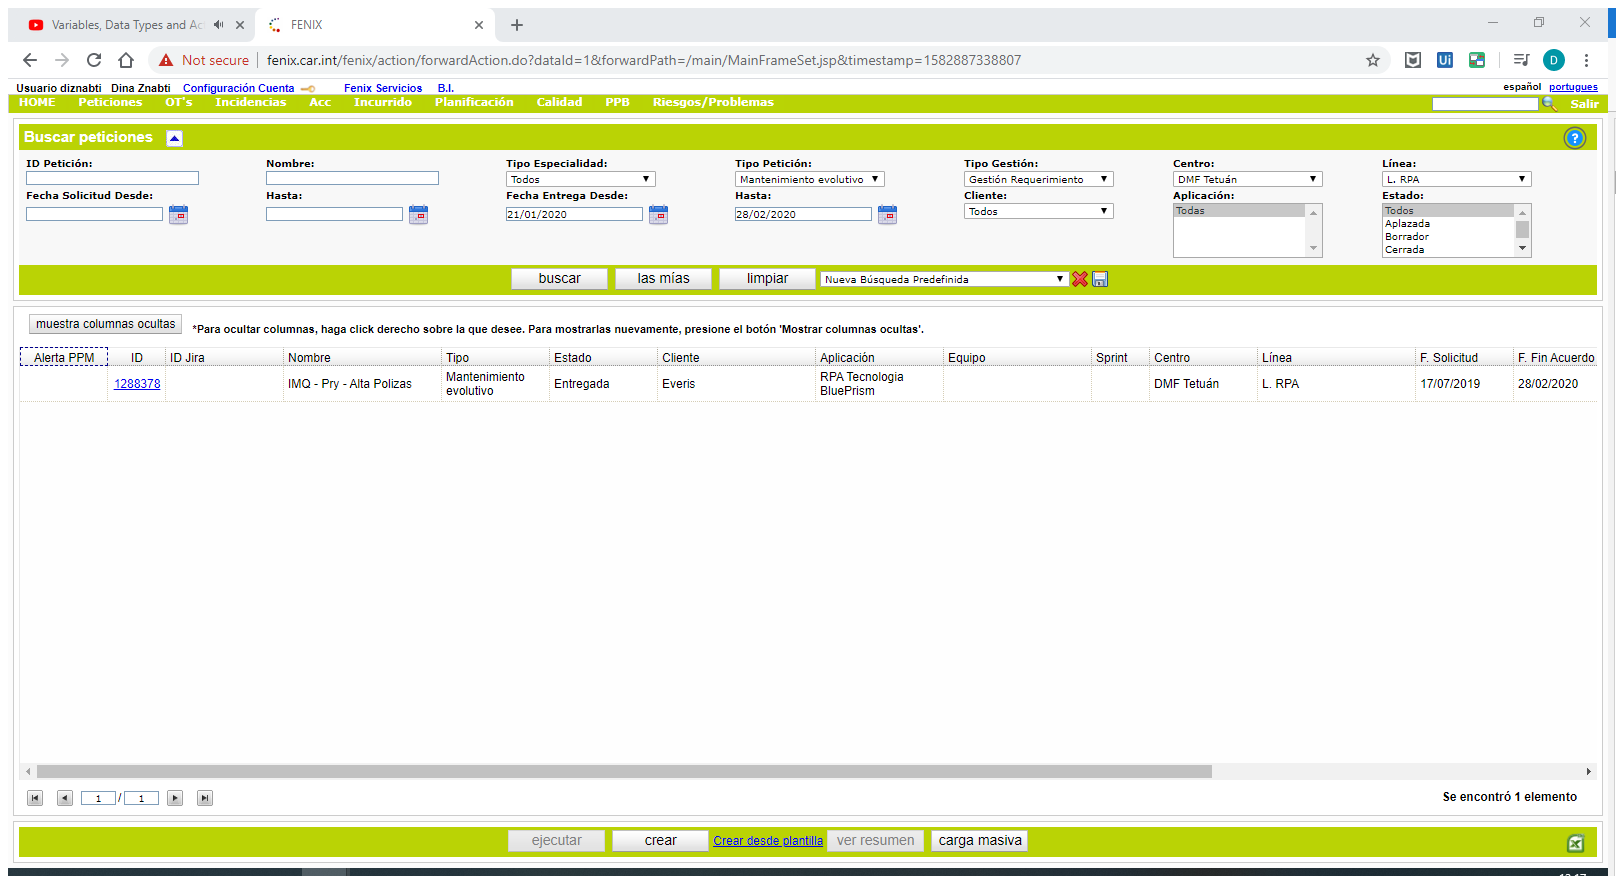 Variables, Data Types and Ac
FENIX
Not secure
fenix.car.int/fenix/action/forwardAction.do?dataId=1&forwardPath=/main/MainFrameSet.jsp&timestamp=1582887338807
Ui
D
Usuario diznabti Dina Znabti Configuración Cuenta Fenix Servicios B.I. español portugues
HOME Peticiones OT's Incidencias Acc Incurrido Planificación Calidad PPB Riesgos/Problemas Salir
Buscar peticiones ?
ID Petición: Nombre: Tipo Especialidad: Tipo Petición: Tipo Gestión: Centro: Línea:
Todos Mantenimiento evolutivo Gestión Requerimiento DMF Tetuán L. RPA
Fecha Solicitud Desde: Hasta: Fecha Entrega Desde: Hasta: Cliente: Aplicación: Estado:
21/01/2020 28/02/2020 Todos Todas Todos
Aplazada
Borrador
Cerrada
buscar las mías limpiar Nueva Búsqueda Predefinida
muestra columnas ocultas *Para ocultar columnas, haga click derecho sobre la que desee. Para mostrarlas nuevamente, presione el botón 'Mostrar columnas ocultas'.
Alerta PPM ID ID Jira Nombre Tipo Estado Cliente Aplicación Equipo Sprint Centro Línea F. Solicitud F. Fin Acuerdo
1288378 IMQ - Pry - Alta Polizas Mantenimiento evolutivo Entregada Everis RPA Tecnologia BluePrism DMF Tetuán L. RPA 17/07/2019 28/02/2020
1 / 1 Se encontró 1 elemento
ejecutar crear Crear desde plantilla ver resumen carga masiva